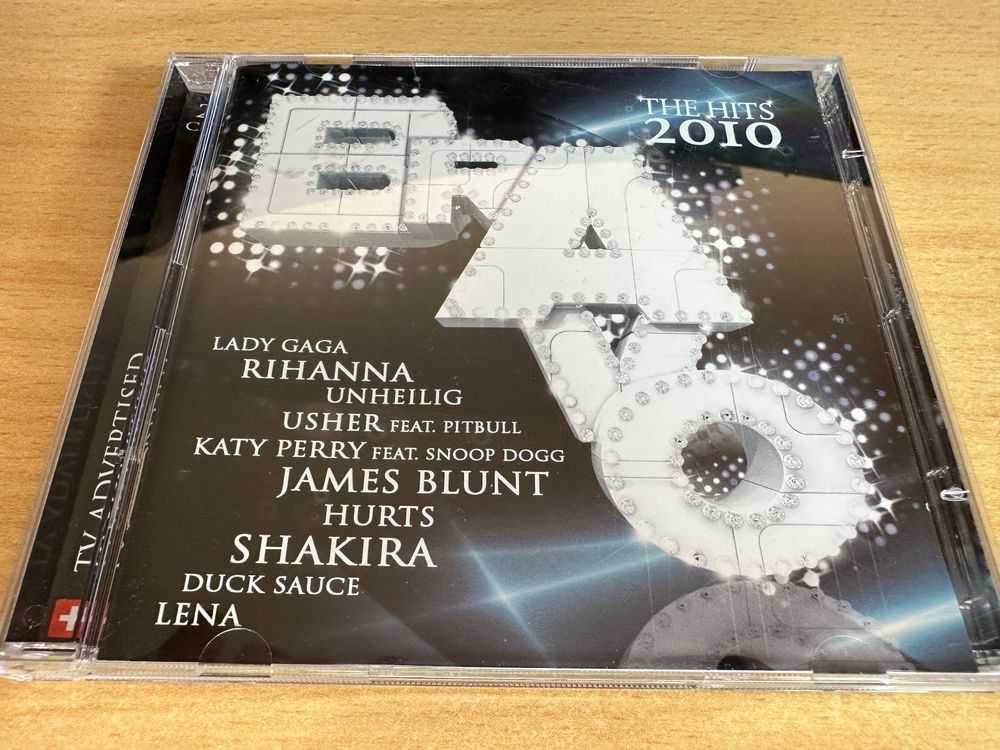 THE HITS
2010
BRAVO
LADY GAGA
RIHANNA
UNHEILIG
USHER FEAT. PITBULL
KATY PERRY FEAT. SNOOP DOGG
JAMES BLUNT
HURTS
SHAKIRA
DUCK SAUCE
LENA
TV ADVERTISED